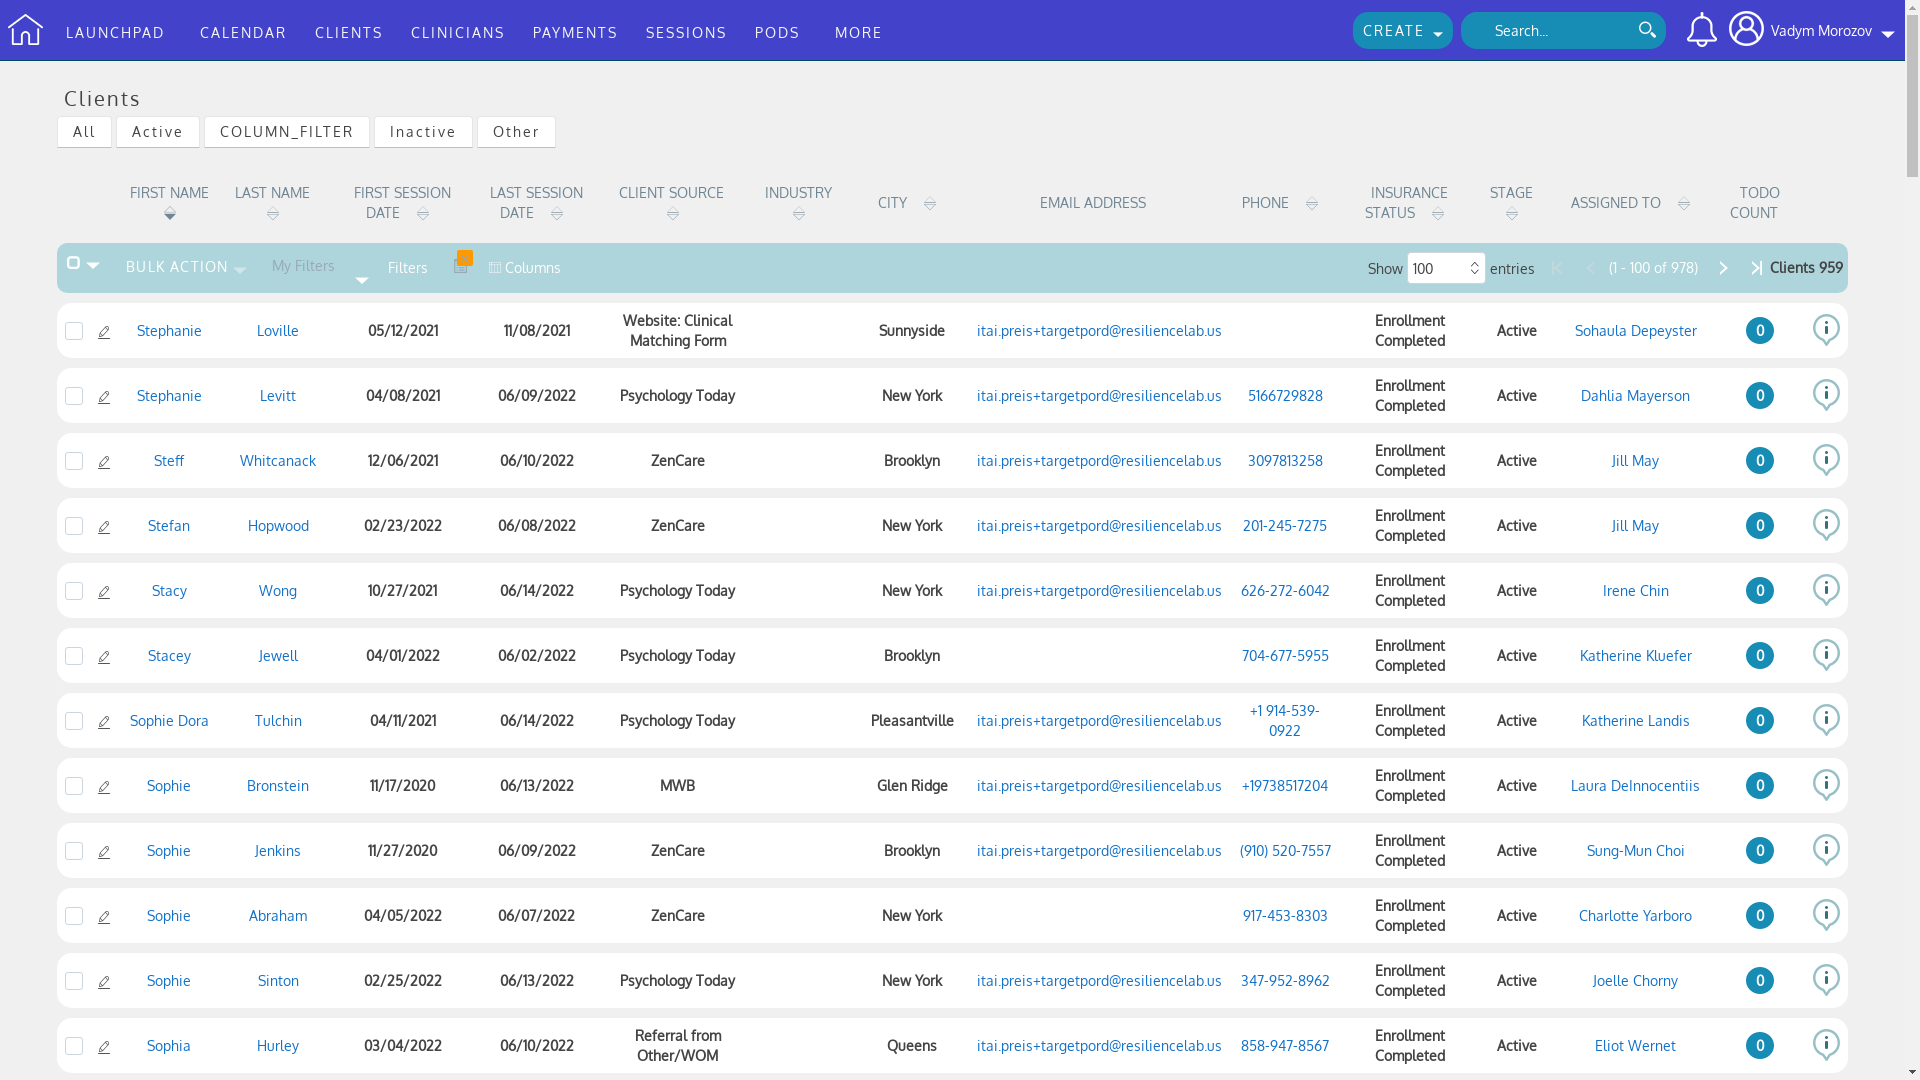 LAUNCHPAD CALENDAR CLIENTS CLINICIANS PAYMENTS SESSIONS PODS MORE CREATE Search... Vadym Morozov
Clients
All Active COLUMN_FILTER Inactive Other
FIRST NAME LAST NAME FIRST SESSION DATE LAST SESSION DATE CLIENT SOURCE INDUSTRY CITY EMAIL ADDRESS PHONE INSURANCE STATUS STAGE ASSIGNED TO TODO COUNT
BULK ACTION My Filters Filters Columns Show 100 entries (1 - 100 of 978) Clients 959
Stephanie Loville 05/12/2021 11/08/2021 Website: Clinical Matching Form Sunnyside itai.preis+targetpord@resiliencelab.us Enrollment Completed Active Sohaula Depeyster 0
Stephanie Levitt 04/08/2021 06/09/2022 Psychology Today New York itai.preis+targetpord@resiliencelab.us 5166729828 Enrollment Completed Active Dahlia Mayerson 0
Steff Whitcanack 12/06/2021 06/10/2022 ZenCare Brooklyn itai.preis+targetpord@resiliencelab.us 3097813258 Enrollment Completed Active Jill May 0
Stefan Hopwood 02/23/2022 06/08/2022 ZenCare New York itai.preis+targetpord@resiliencelab.us 201-245-7275 Enrollment Completed Active Jill May 0
Stacy Wong 10/27/2021 06/14/2022 Psychology Today New York itai.preis+targetpord@resiliencelab.us 626-272-6042 Enrollment Completed Active Irene Chin 0
Stacey Jewell 04/01/2022 06/02/2022 Psychology Today Brooklyn 704-677-5955 Enrollment Completed Active Katherine Kluefer 0
Sophie Dora Tulchin 04/11/2021 06/14/2022 Psychology Today Pleasantville itai.preis+targetpord@resiliencelab.us +1 914-539-0922 Enrollment Completed Active Katherine Landis 0
Sophie Bronstein 11/17/2020 06/13/2022 MWB Glen Ridge itai.preis+targetpord@resiliencelab.us +19738517204 Enrollment Completed Active Laura DeInnocentiis 0
Sophie Jenkins 11/27/2020 06/09/2022 ZenCare Brooklyn itai.preis+targetpord@resiliencelab.us (910) 520-7557 Enrollment Completed Active Sung-Mun Choi 0
Sophie Abraham 04/05/2022 06/07/2022 ZenCare New York 917-453-8303 Enrollment Completed Active Charlotte Yarboro 0
Sophie Sinton 02/25/2022 06/13/2022 Psychology Today New York itai.preis+targetpord@resiliencelab.us 347-952-8962 Enrollment Completed Active Joelle Chorny 0
Sophia Hurley 03/04/2022 06/10/2022 Referral from Other/WOM Queens itai.preis+targetpord@resiliencelab.us 858-947-8567 Enrollment Completed Active Eliot Wernet 0